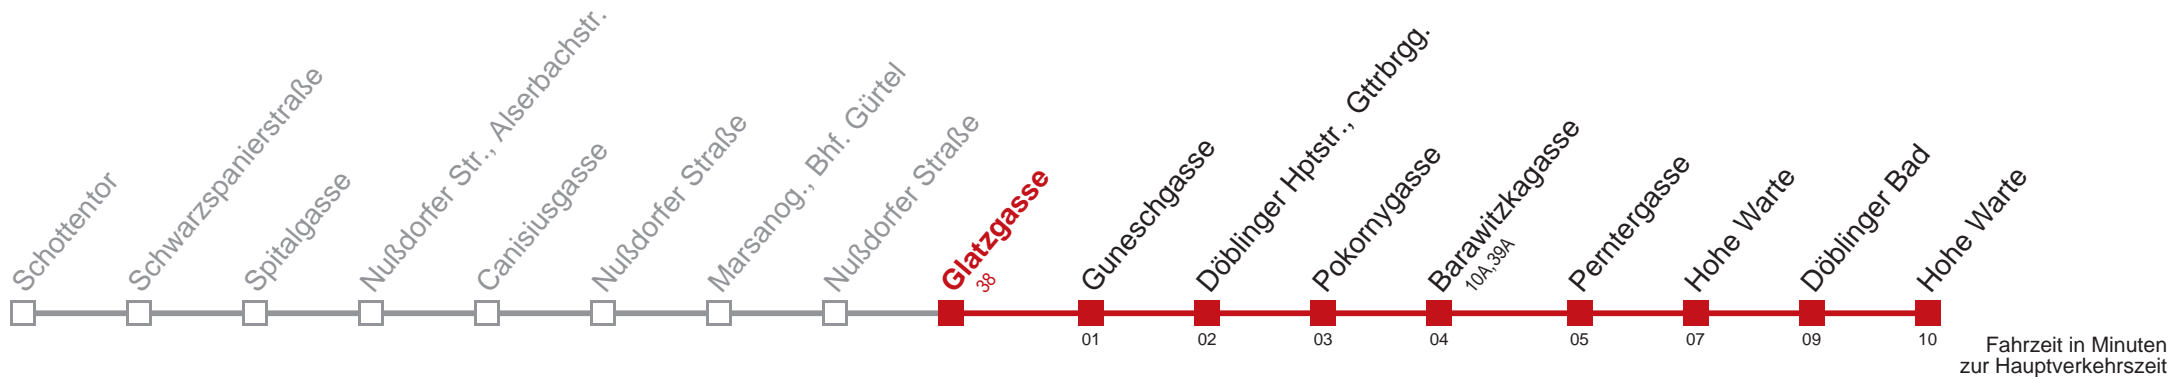 Schottentor
Schwarzspanierstraße
Spitalgasse
Nußdorfer Str., Alserbachstr.
Canisiusgasse
Nußdorfer Straße
Marsanog., Bhf. Gürtel
Nußdorfer Straße
Glatzgasse
38
Guneschgasse
Döblinger Hptstr., Gttrbrgg.
Pokornygasse
Barawitzkagasse
10A,39A
Perntergasse
Hohe Warte
Döblinger Bad
Hohe Warte
01 02 03 04 05 07 09 10
Fahrzeit in Minuten
zur Hauptverkehrszeit